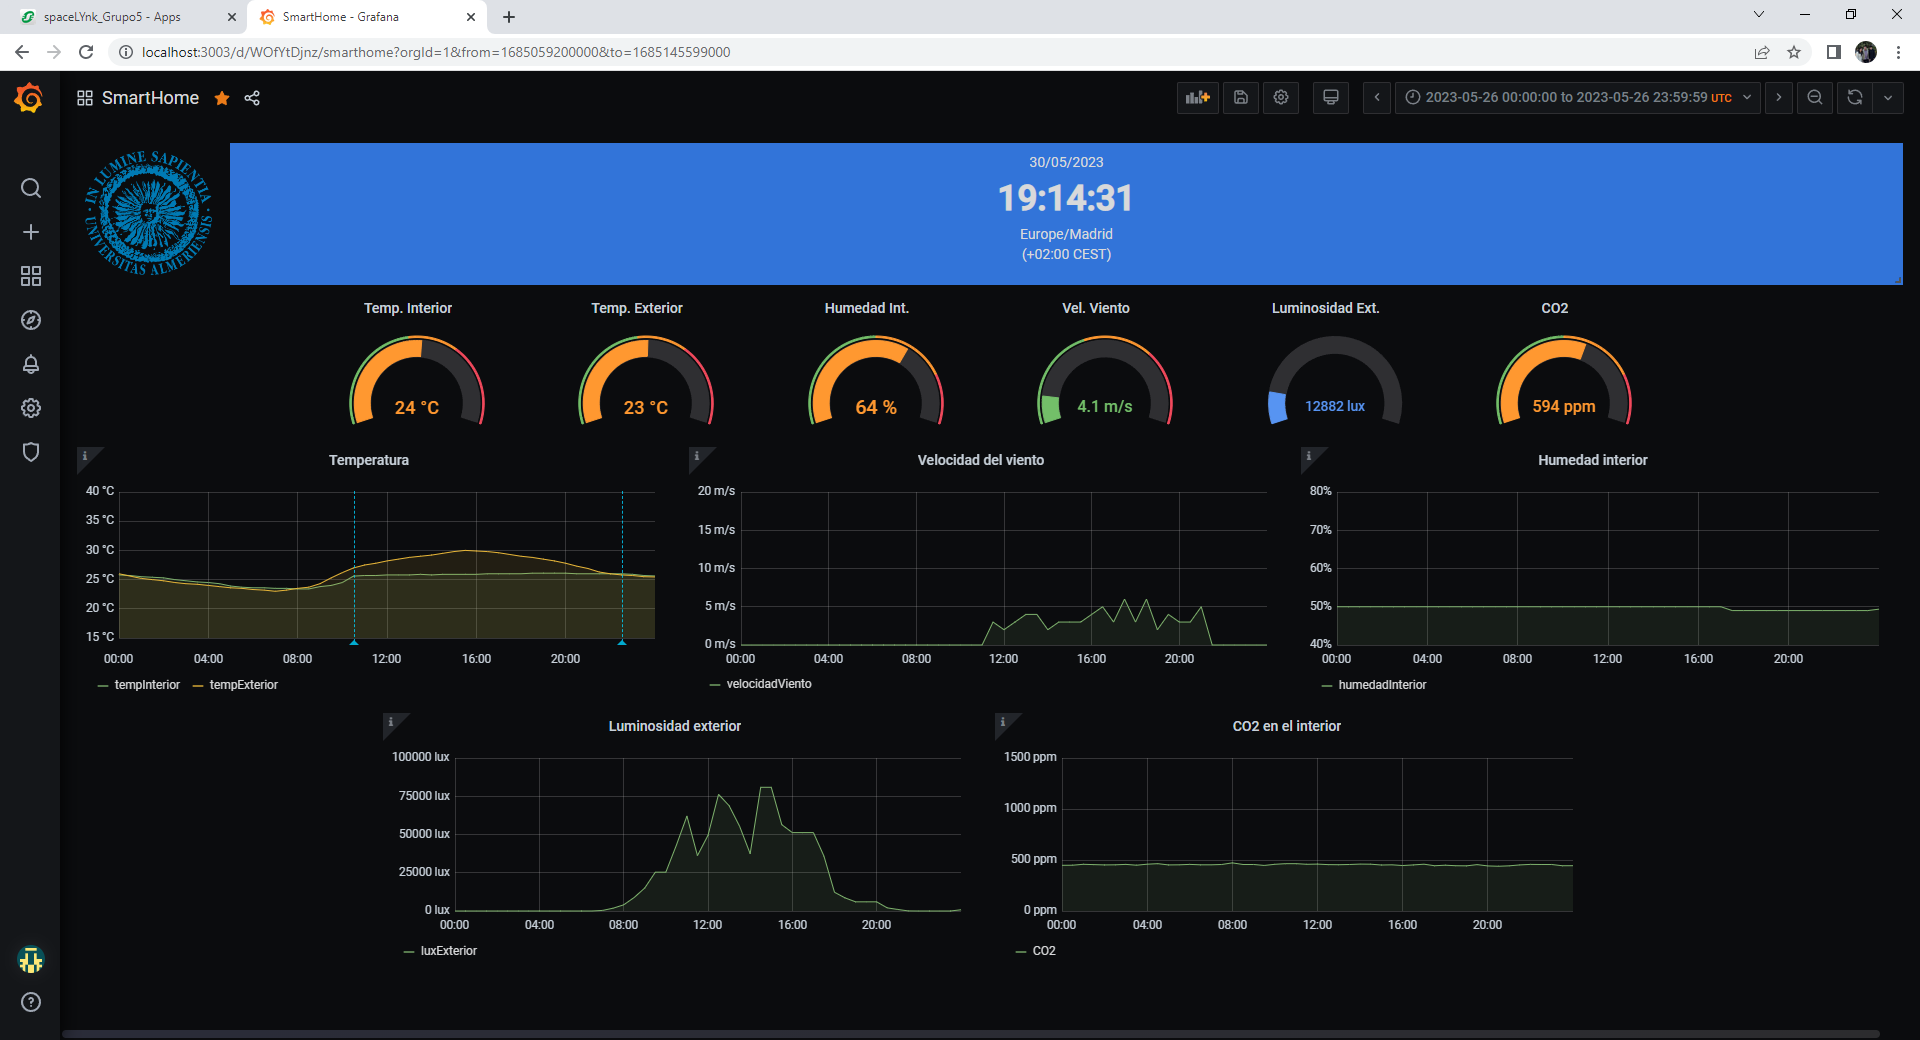 spaceLYnk_Grupo5 - Apps
SmartHome - Grafana
localhost:3003/d/WOfYtDjnz/smarthome?orgId=1&from=1685059200000&to=1685145599000
SmartHome
2023-05-26 00:00:00 to 2023-05-26 23:59:59 UTC
IN LUMINE SAPIENTIA
UNIVERSITAS ALMERIENSIS
30/05/2023
19:14:31
Europe/Madrid
(+02:00 CEST)
Temp. Interior
Temp. Exterior
Humedad Int.
Vel. Viento
Luminosidad Ext.
CO2
24 °C
23 °C
64 %
4.1 m/s
12882 lux
594 ppm
Temperatura
40 °C
35 °C
30 °C
25 °C
20 °C
15 °C
00:00 04:00 08:00 12:00 16:00 20:00
tempInterior tempExterior
Velocidad del viento
20 m/s
15 m/s
10 m/s
5 m/s
0 m/s
00:00 04:00 08:00 12:00 16:00 20:00
velocidadViento
Humedad interior
80%
70%
60%
50%
40%
00:00 04:00 08:00 12:00 16:00 20:00
humedadInterior
Luminosidad exterior
100000 lux
75000 lux
50000 lux
25000 lux
0 lux
00:00 04:00 08:00 12:00 16:00 20:00
luxExterior
CO2 en el interior
1500 ppm
1000 ppm
500 ppm
0 ppm
00:00 04:00 08:00 12:00 16:00 20:00
CO2